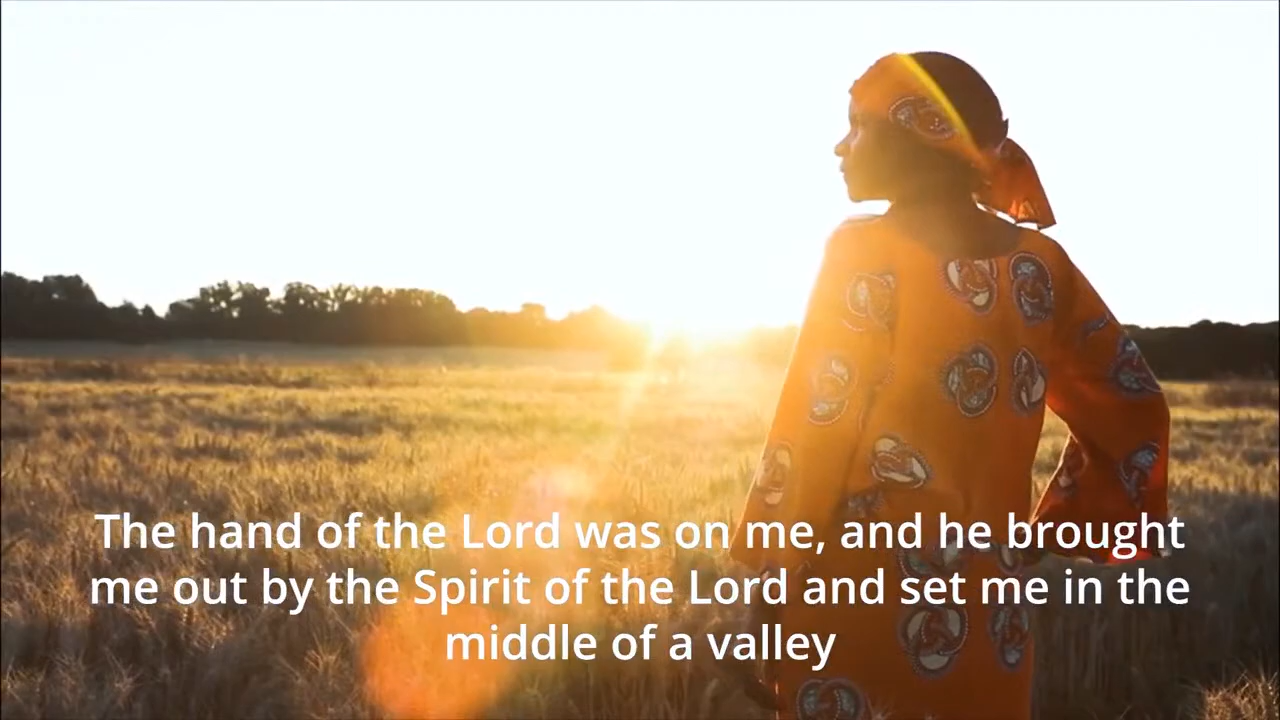 The hand of the Lord was on me, and he brought
me out by the Spirit of the Lord and set me in the
middle of a valley